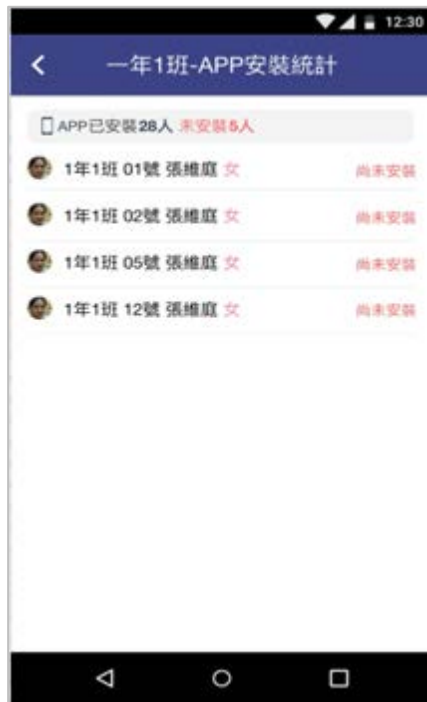 12:30
一年1班-APP安裝統計
APP已安裝28人 未安裝5人
1年1班 01號 張維庭 女 尚未安裝
1年1班 02號 張維庭 女 尚未安裝
1年1班 05號 張維庭 女 尚未安裝
1年1班 12號 張維庭 女 尚未安裝